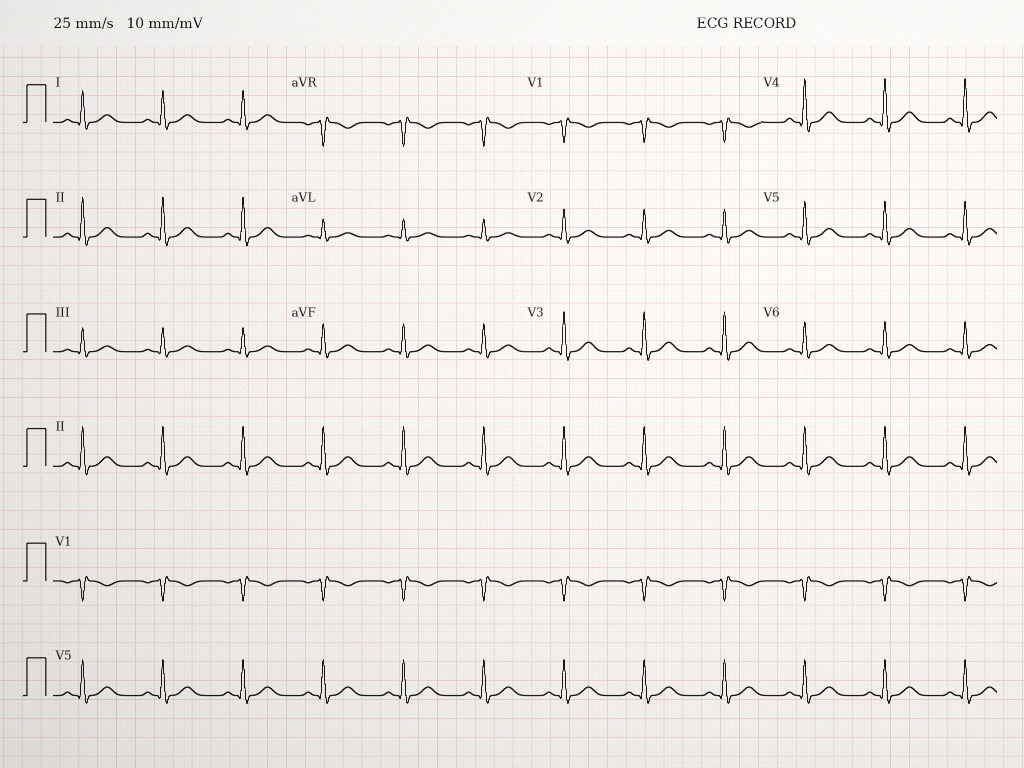 25 mm/s 10 mm/mV ECG RECORD
I aVR V1 V4
II aVL V2 V5
III aVF V3 V6
II
V1
V5